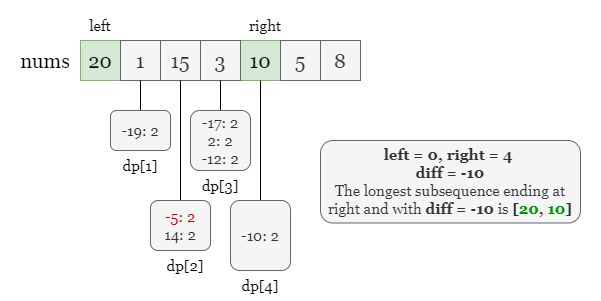 left right
nums 20 1 15 3 10 5 8
-19: 2
dp[1]
-17: 2
2: 2
-12: 2
dp[3]
-5: 2
14: 2
dp[2]
-10: 2
dp[4]
left = 0, right = 4
diff = -10
The longest subsequence ending at
right and with diff = -10 is [20, 10]